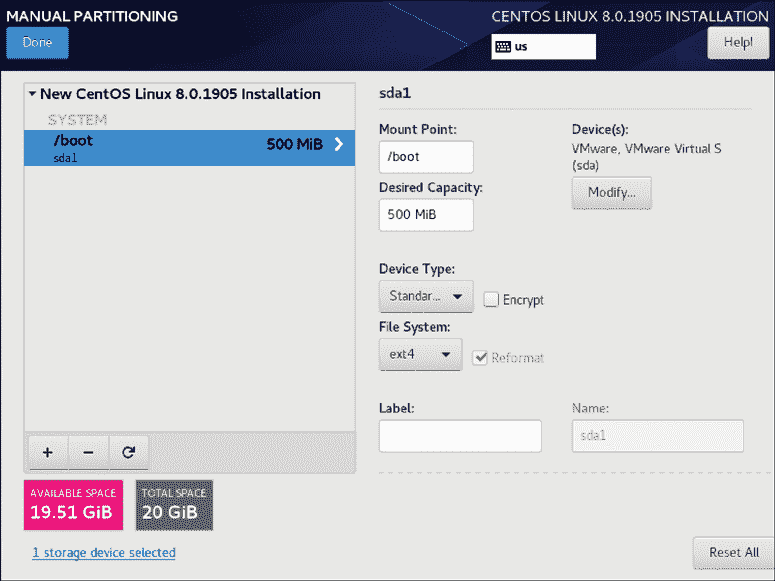 MANUAL PARTITIONING
CENTOS LINUX 8.0.1905 INSTALLATION
Done
us
Help!
New CentOS Linux 8.0.1905 Installation
SYSTEM
/boot
500 MiB
sda1
sda1
Mount Point:
/boot
Desired Capacity:
500 MiB
Device(s):
VMware, VMware Virtual S
(sda)
Modify...
Device Type:
Standar...
Encrypt
File System:
ext4
Reformat
Label:
Name:
sda1
+ −
AVAILABLE SPACE
19.51 GiB
TOTAL SPACE
20 GiB
1 storage device selected
Reset All